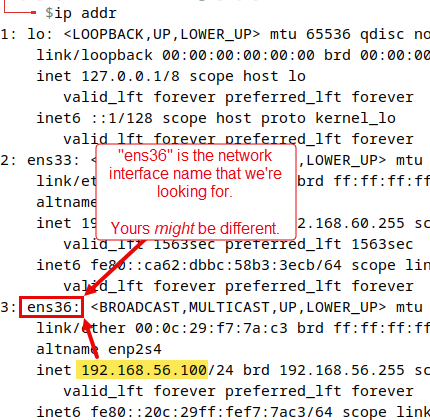 $ip addr
1: lo: <LOOPBACK,UP,LOWER_UP> mtu 65536 qdisc no
link/loopback 00:00:00:00:00:00 brd 00:00:00
inet 127.0.0.1/8 scope host lo
valid_lft forever preferred_lft forever
inet6 ::1/128 scope host proto kernel_lo
valid_lft forever preferred_lft forever
2: ens33: <
,LOWER_UP> mtu
link/e
brd ff:ff:ff:ff
altname
inet 19
2.168.60.255 sc
valid_lft 1563sec preferred_lft 1563sec
inet6 fe80::ca62:dbbc:58b3:3ecb/64 scope lin
valid_lft forever preferred_lft forever
"ens36" is the network
interface name that we're
looking for.
Yours might be different.
3: ens36: <BROADCAST,MULTICAST,UP,LOWER_UP> mtu
link/ether 00:0c:29:f7:7a:c3 brd ff:ff:ff:ff
altname enp2s4
inet 192.168.56.100/24 brd 192.168.56.255 sc
valid_lft forever preferred_lft forever
inet6 fe80::20c:29ff:fef7:7ac3/64 scope link